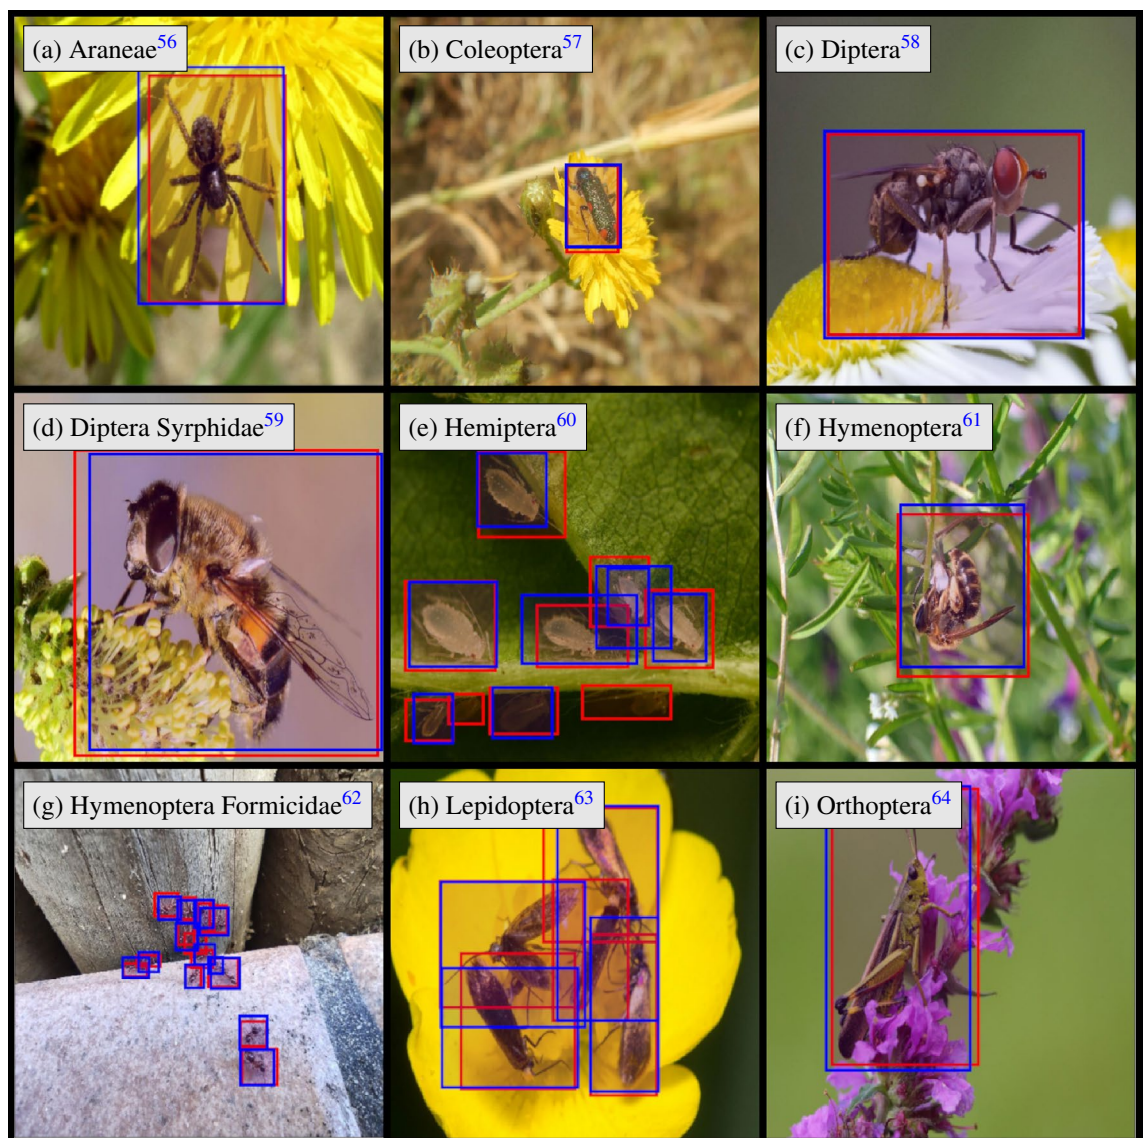 (a) Araneae56
(b) Coleoptera57
(c) Diptera58
(d) Diptera Syrphidae59
(e) Hemiptera60
(f) Hymenoptera61
(g) Hymenoptera Formicidae62
(h) Lepidoptera63
(i) Orthoptera64